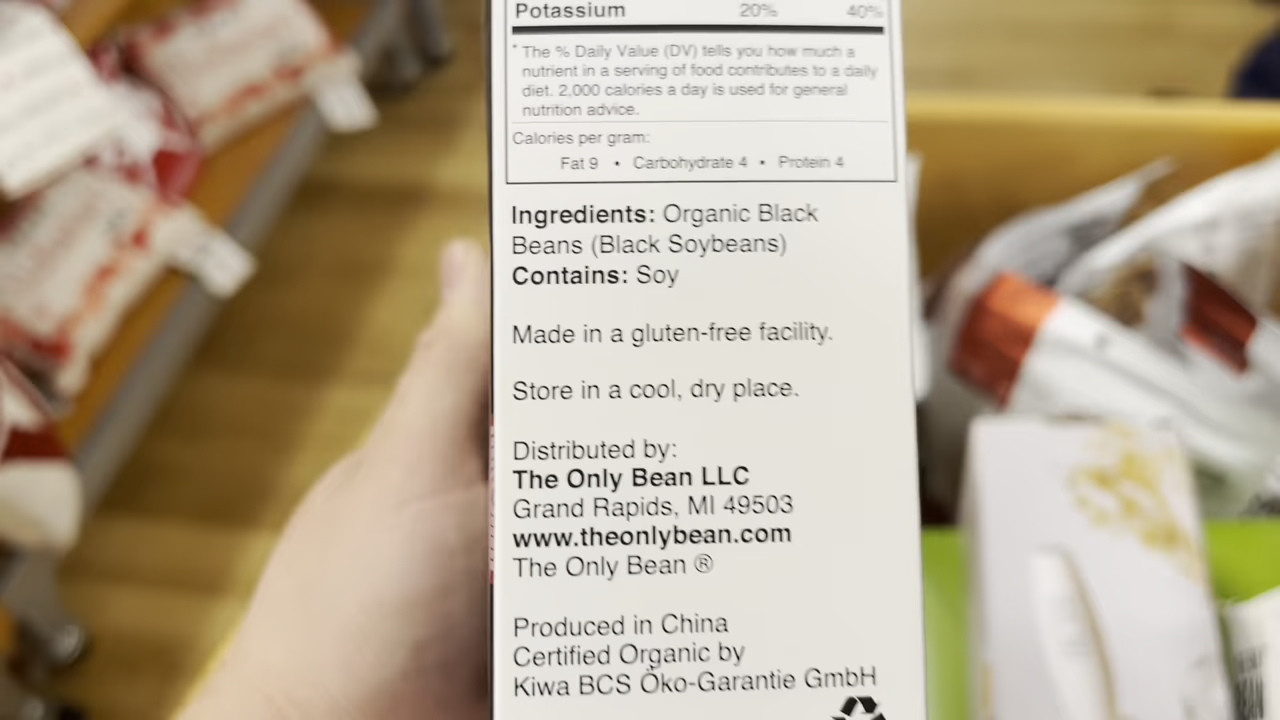 Potassium 20% 40%
* The % Daily Value (DV) tells you how much a
nutrient in a serving of food contributes to a daily
diet. 2,000 calories a day is used for general
nutrition advice.
Calories per gram:
Fat 9 • Carbohydrate 4 • Protein 4
Ingredients: Organic Black
Beans (Black Soybeans)
Contains: Soy
Made in a gluten-free facility.
Store in a cool, dry place.
Distributed by:
The Only Bean LLC
Grand Rapids, MI 49503
www.theonlybean.com
The Only Bean ®
Produced in China
Certified Organic by
Kiwa BCS Öko-Garantie GmbH